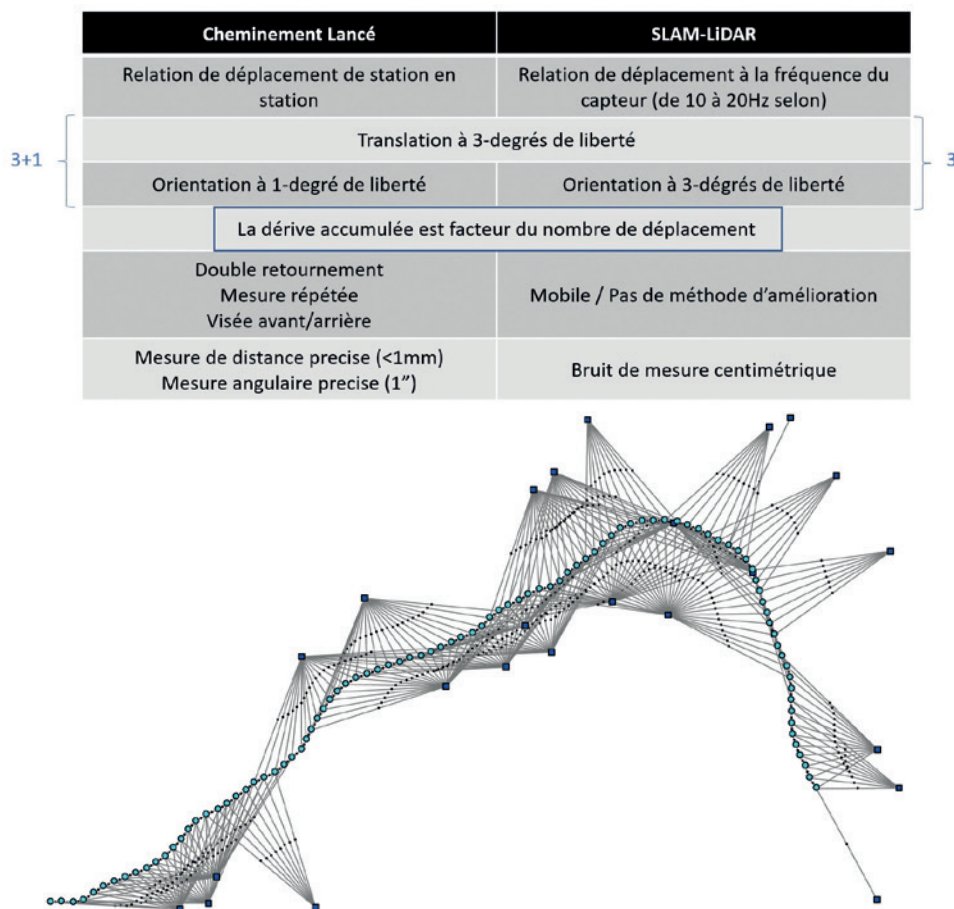 Cheminement Lancé
SLAM-LiDAR
Relation de déplacement de station en
station
Relation de déplacement à la fréquence du
capteur (de 10 à 20Hz selon)
3+1
Translation à 3-degrés de liberté
3
Orientation à 1-degré de liberté
Orientation à 3-dégrés de liberté
La dérive accumulée est facteur du nombre de déplacement
Double retournement
Mesure répétée
Visée avant/arrière
Mobile / Pas de méthode d'amélioration
Mesure de distance precise (<1mm)
Mesure angulaire precise (1”)
Bruit de mesure centimétrique